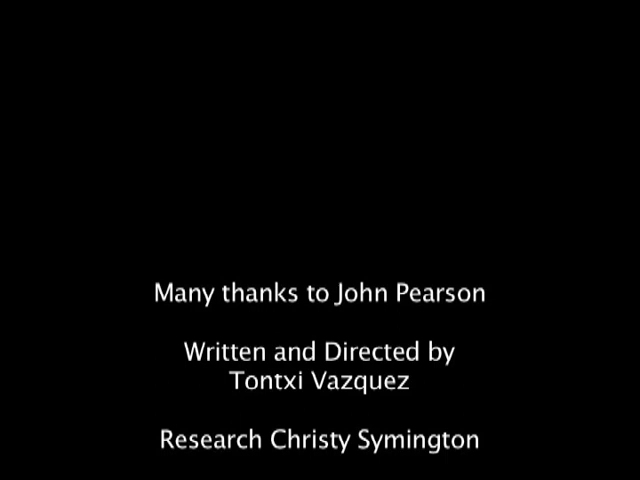 Many thanks to John Pearson
Written and Directed by
Tontxi Vazquez
Research Christy Symington